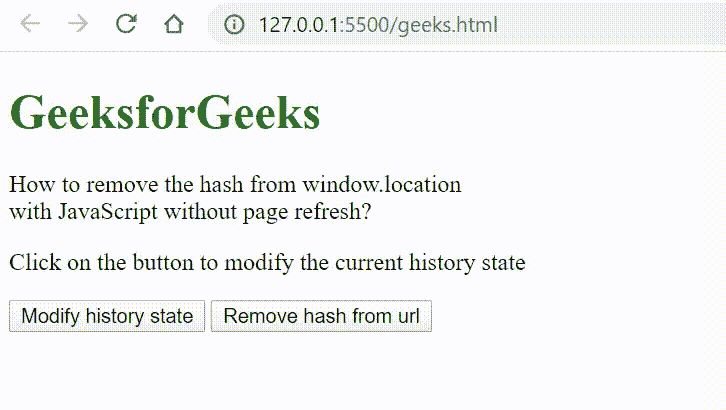 127.0.0.1:5500/geeks.html
GeeksforGeeks
How to remove the hash from window.location
with JavaScript without page refresh?
Click on the button to modify the current history state
Modify history state Remove hash from url